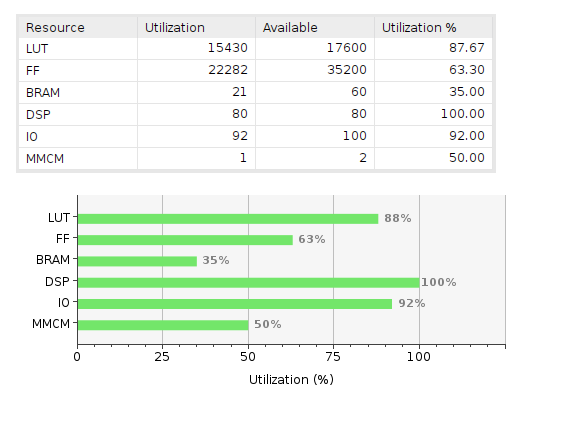 Resource Utilization Available Utilization %
LUT 15430 17600 87.67
FF 22282 35200 63.30
BRAM 21 60 35.00
DSP 80 80 100.00
IO 92 100 92.00
MMCM 1 2 50.00
LUT 88%
FF 63%
BRAM 35%
DSP 100%
IO 92%
MMCM 50%
0 25 50 75 100
Utilization (%)